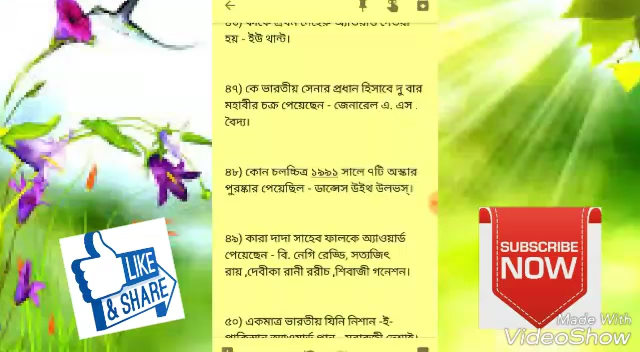 হয় - ইউ থান্ট।
৪৭) কে ভারতীয় সেনার প্রধান হিসাবে দু বার
মহাবীর চক্র পেয়েছেন - জেনারেল এ. এস .
বৈদ্য।
৪৮) কোন চলচ্চিত্র ১৯৯১ সালে ৭টি অস্কার
পুরষ্কার পেয়েছিল - ডান্সেস উইথ উলভস্।
৪৯) কারা দাদা সাহেব ফালকে অ্যাওয়ার্ড
পেয়েছেন - বি. নেগি রেড্ডি, সত্যজিৎ
রায় ,দেবীকা রানী ররীচ ,শিবাজী গনেশন।
৫০) একমাত্র ভারতীয় যিনি নিশান -ই-
LIKE
& SHARE
SUBSCRIBE
NOW
Made With
VideoShow